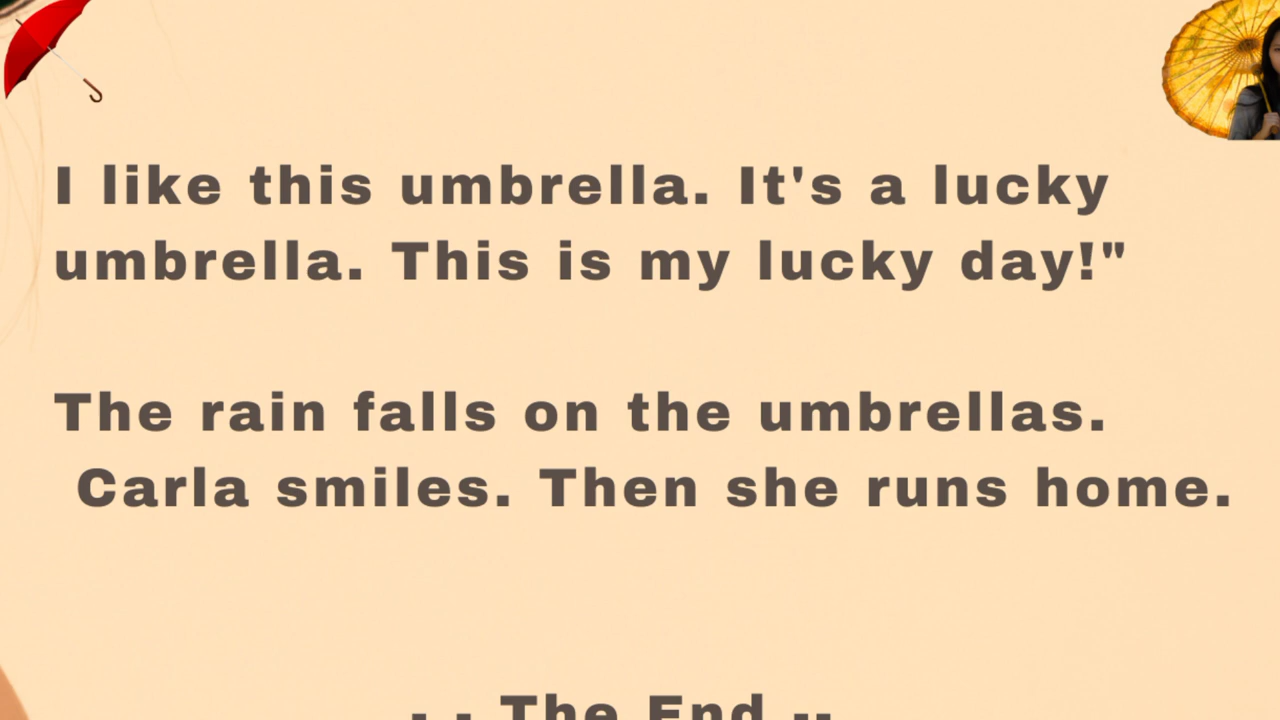 I like this umbrella. It's a lucky
umbrella. This is my lucky day!"
The rain falls on the umbrellas.
Carla smiles. Then she runs home.
- - The End --